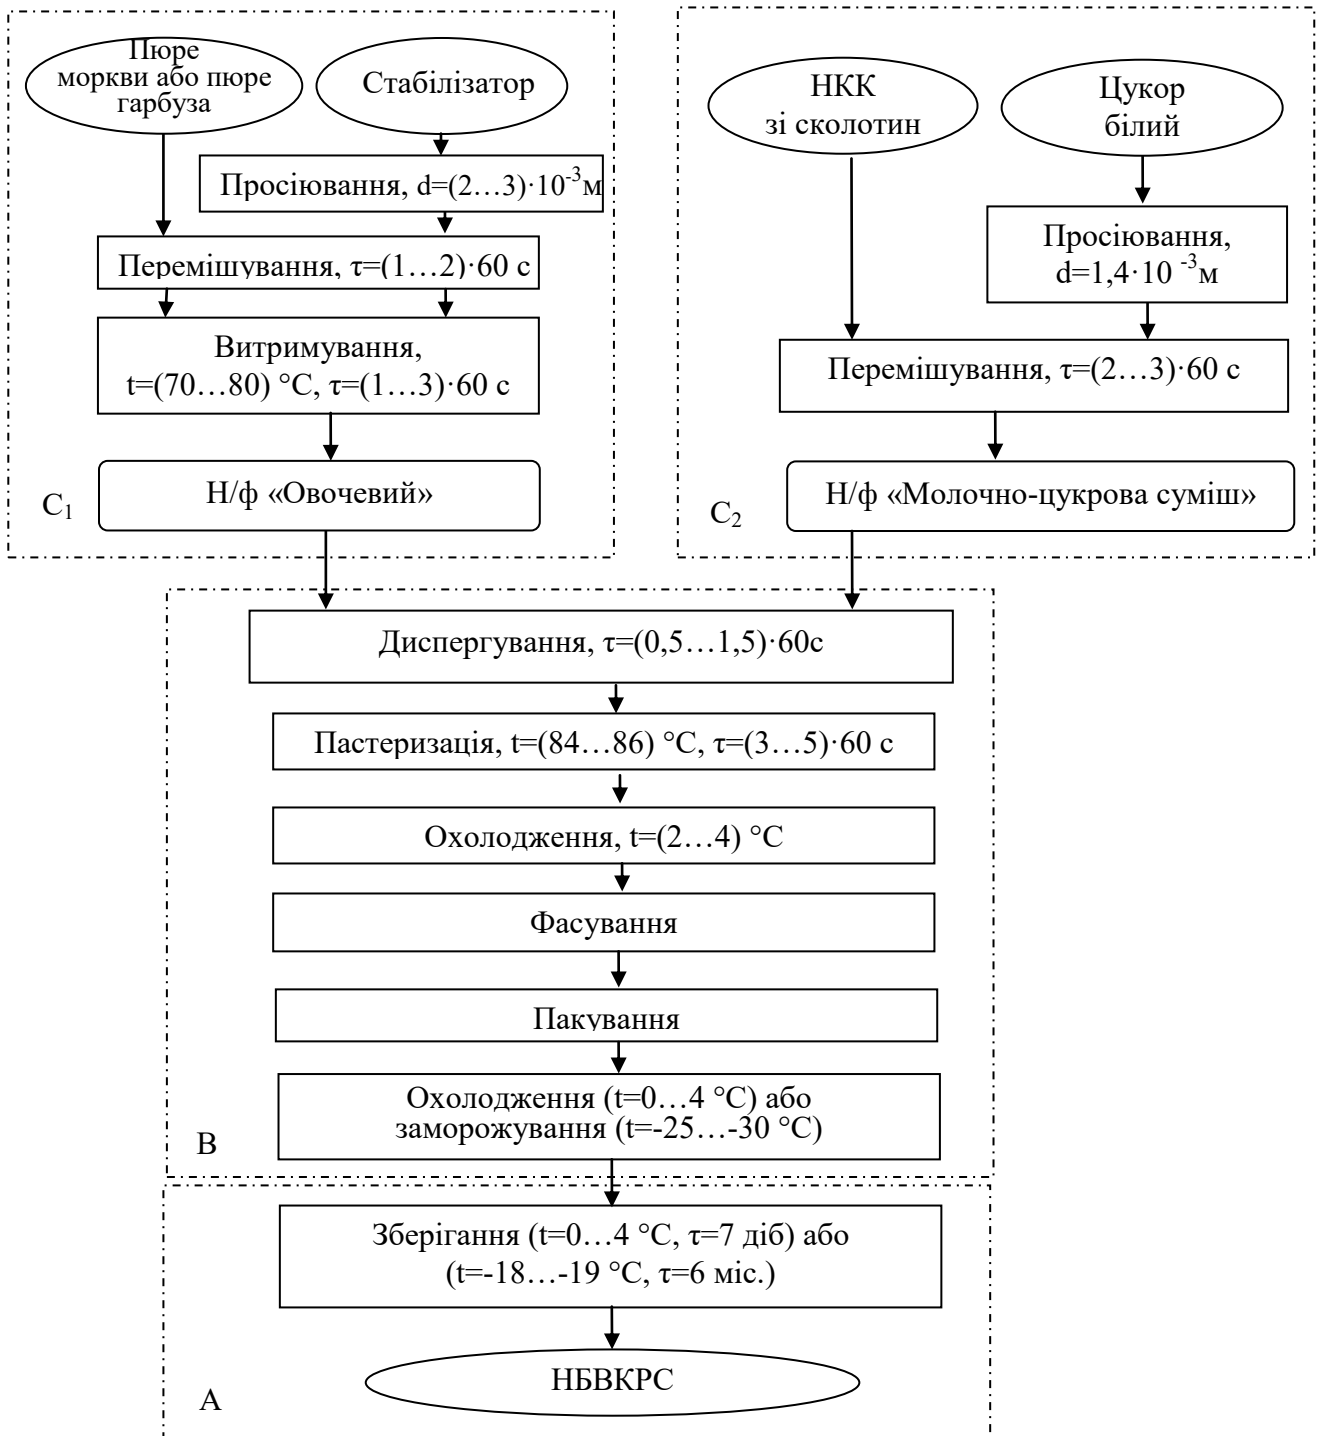 Пюре
моркви або пюре
гарбуза
Стабілізатор
Просіювання, d=(2…3)·10⁻³м
Перемішування, τ=(1…2)·60 с
Витримування,
t=(70…80) °С, τ=(1…3)·60 с
Н/ф «Овочевий»
С₁
НКК
зі сколотин
Цукор
білий
Просіювання,
d=1,4·10 ⁻³м
Перемішування, τ=(2…3)·60 с
Н/ф «Молочно-цукрова суміш»
С₂
Диспергування, τ=(0,5…1,5)·60с
Пастеризація, t=(84…86) °С, τ=(3…5)·60 с
Охолодження, t=(2…4) °С
Фасування
Пакування
Охолодження (t=0…4 °С) або
заморожування (t=-25…-30 °С)
В
Зберігання (t=0…4 °С, τ=7 діб) або
(t=-18…-19 °С, τ=6 міс.)
НБВКРС
А